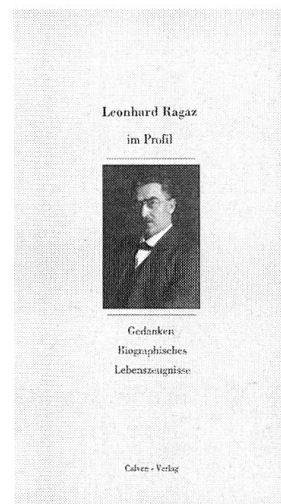 Leonhard Ragaz
im Profil
Gedanken
Biographisches
Lebenszeugnisse
Calven - Verlag